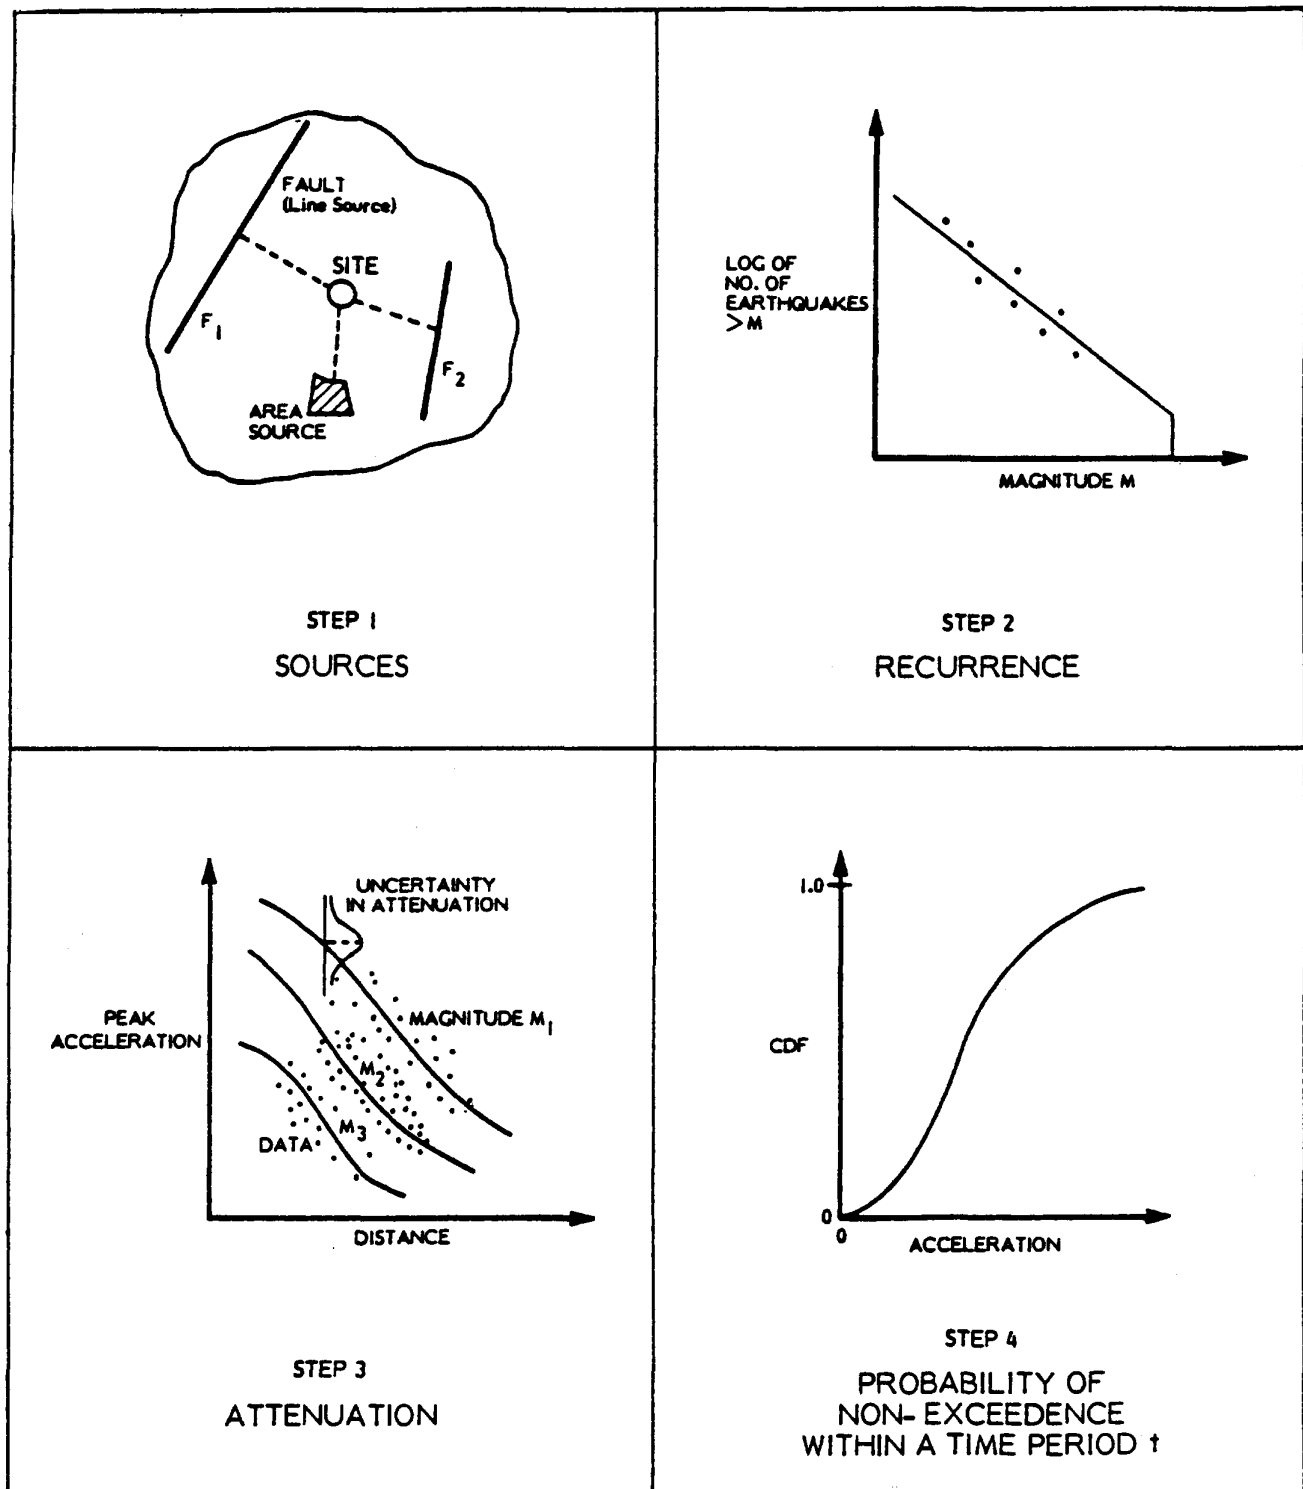 FAULT
(Line Source)
SITE
F1
F2
AREA
SOURCE
STEP 1
SOURCES
LOG OF
NO. OF
EARTHQUAKES
>M
MAGNITUDE M
STEP 2
RECURRENCE
UNCERTAINTY
IN ATTENUATION
PEAK
ACCELERATION
MAGNITUDE M1
M2
M3
DATA
DISTANCE
STEP 3
ATTENUATION
1.0
CDF
0
0
ACCELERATION
STEP 4
PROBABILITY OF
NON-EXCEEDENCE
WITHIN A TIME PERIOD t